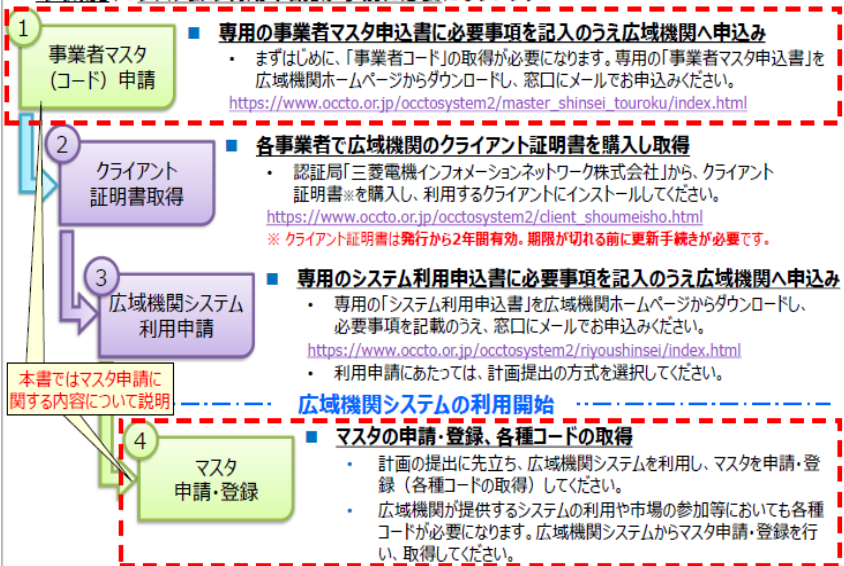 1
事業者マスタ
(コード)申請
■ 専用の事業者マスタ申込書に必要事項を記入のうえ広域機関へ申込み
・ まずはじめに、「事業者コード」の取得が必要になります。専用の「事業者マスタ申込書」を
広域機関ホームページからダウンロードし、窓口にメールでお申込みください。
https://www.occto.or.jp/occtosystem2/master_shinsei_touroku/index.html
2
クライアント
証明書取得
■ 各事業者で広域機関のクライアント証明書を購入し取得
・ 認証局「三菱電機インフォメーションネットワーク株式会社」から、クライアント
証明書※を購入し、利用するクライアントにインストールしてください。
https://www.occto.or.jp/occtosystem2/client_shoumeisho.html
※ クライアント証明書は発行から2年間有効。期限が切れる前に更新手続きが必要です。
3
広域機関システム
利用申請
■ 専用のシステム利用申込書に必要事項を記入のうえ広域機関へ申込み
・ 専用の「システム利用申込書」を広域機関ホームページからダウンロードし、
必要事項を記載のうえ、窓口にメールでお申込みください。
https://www.occto.or.jp/occtosystem2/riyoushinsei/index.html
・ 利用申請にあたっては、計画提出の方式を選択してください。
本書ではマスタ申請に
関する内容について説明
広域機関システムの利用開始
4
マスタ
申請・登録
■ マスタの申請・登録、各種コードの取得
・ 計画の提出に先立ち、広域機関システムを利用し、マスタを申請・登
録(各種コードの取得)してください。
・ 広域機関が提供するシステムの利用や市場の参加等においても各種
コードが必要になります。広域機関システムからマスタ申請・登録を行
い、取得してください。